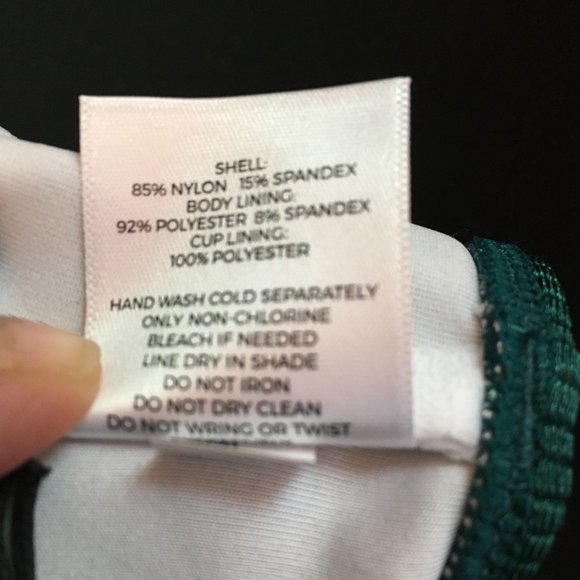 SHELL:
85% NYLON 15% SPANDEX
BODY LINING:
92% POLYESTER 8% SPANDEX
CUP LINING:
100% POLYESTER
HAND WASH COLD SEPARATELY
ONLY NON-CHLORINE
BLEACH IF NEEDED
LINE DRY IN SHADE
DO NOT IRON
DO NOT DRY CLEAN
DO NOT WRING OR TWIST